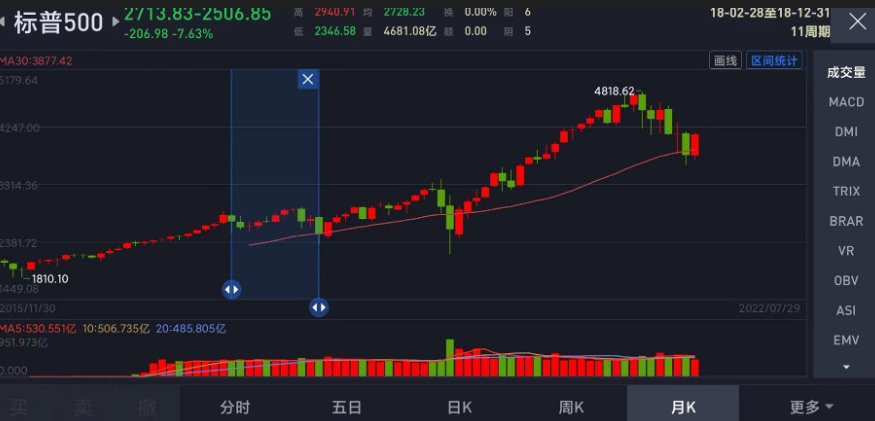 标普500 2713.83-2506.85 高 2940.91 均 2728.23 换 0.00% 阳 6 18-02-28至18-12-31
-206.98 -7.63% 低 2346.58 量 4681.08亿 额 0.00 阴 5 11周期
MA30:3877.42 画线 区间统计
5179.64
成交量
4818.62
MACD
4247.00
DMI
DMA
3314.36
TRIX
BRAR
2381.72
VR
1810.10
OBV
1449.08
2015/11/30 2022/07/29
ASI
MA5:530.551亿 10:506.735亿 20:485.805亿
951.973亿
EMV
0.000
买 卖 撤 分时 五日 日K 周K 月K 更多